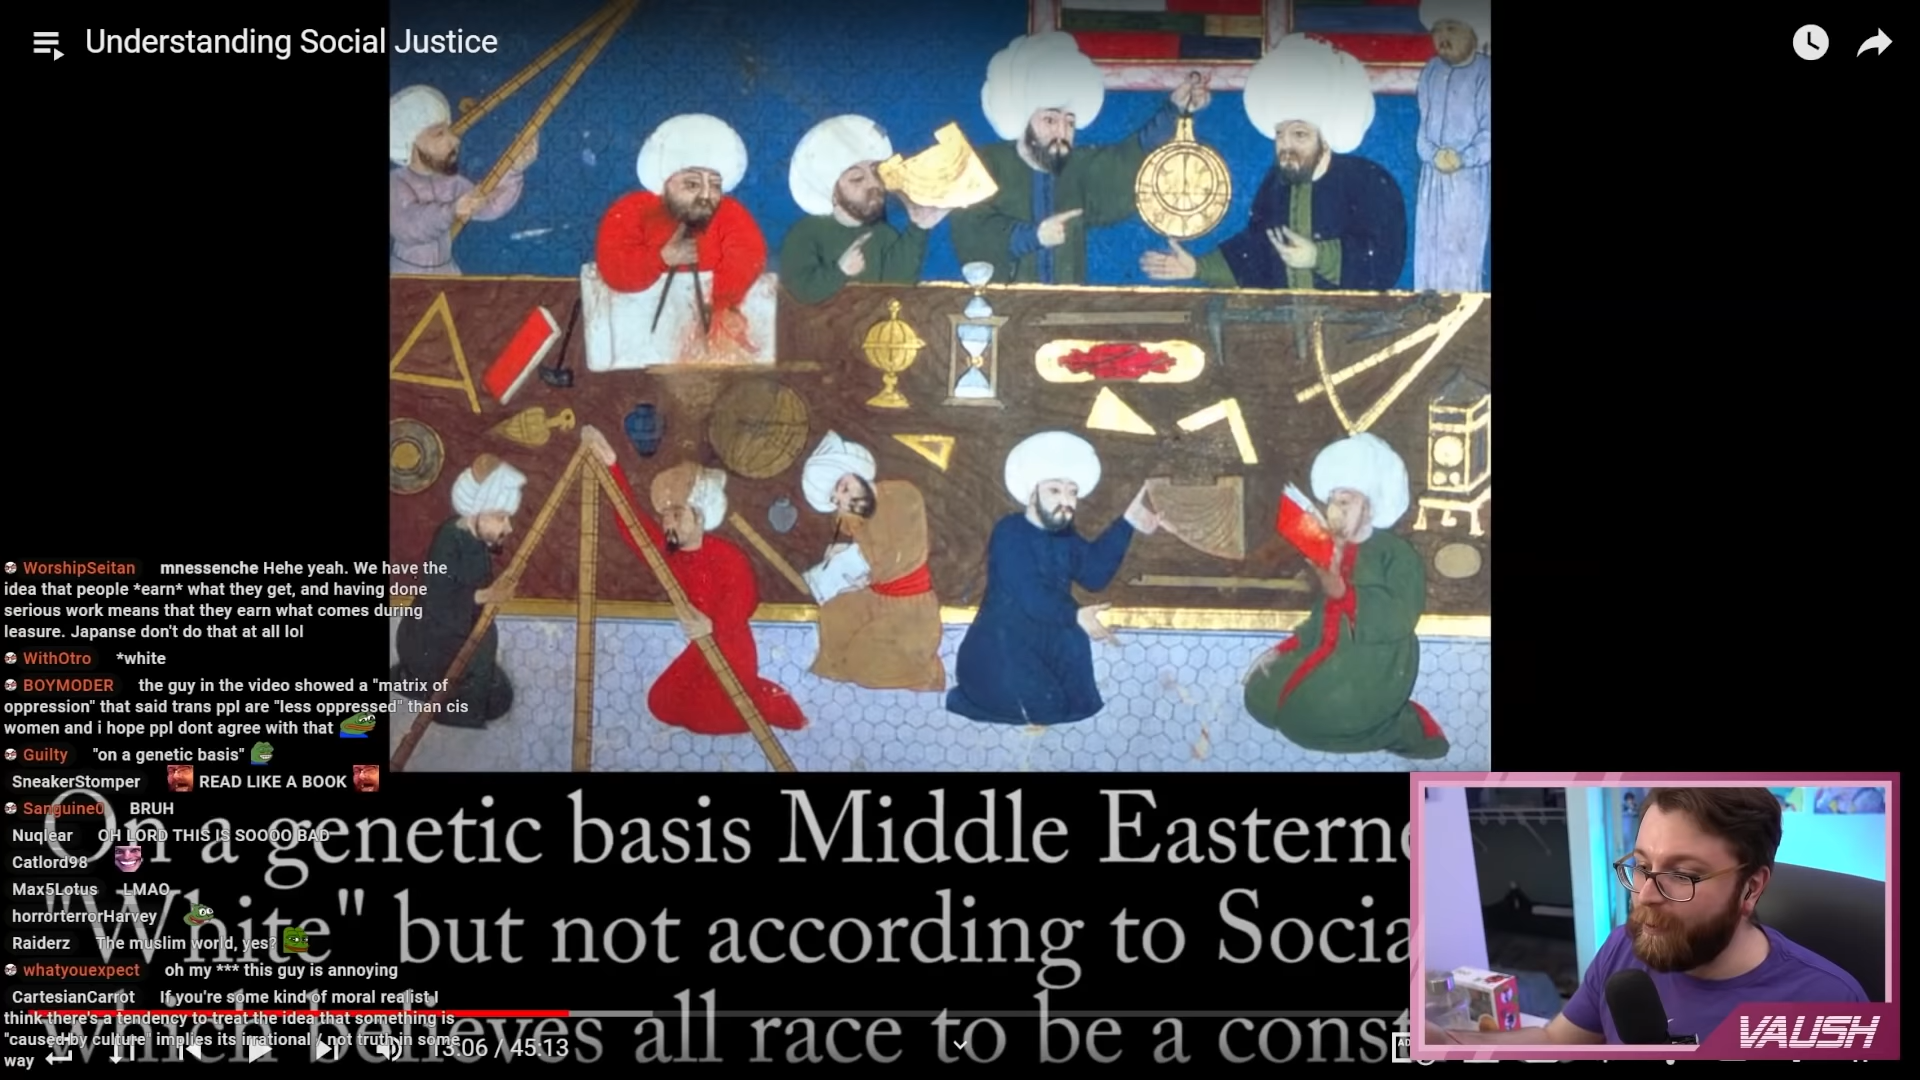 Understanding Social Justice
WorshipSeitan mnessenche Hehe yeah. We have the
idea that people *earn* what they get, and having done
serious work means that they earn what comes during
leasure. Japanse don't do that at all lol
WithOtro *white
BOYMODER the guy in the video showed a "matrix of
oppression" that said trans ppl are "less oppressed" than cis
women and i hope ppl dont agree with that
Guilty "on a genetic basis"
SneakerStomper READ LIKE A BOOK
Sanguine0 BRUH
Nuqlear OH LORD THIS IS SOOOO BAD
Catlord98
Max5Lotus LMAO
horrorterrorHarvey
Raiderz The muslim world, yes?
whatyouexpect oh my *** this guy is annoying
CartesianCarrot If you're some kind of moral realist I
think there's a tendency to treat the idea that something is
"caused by culture" implies its irrational / not truth in some
way
On a genetic basis Middle Easterne
"White" but not according to Socia
which believes all race to be a const
13:06 / 45:13
VAUSH